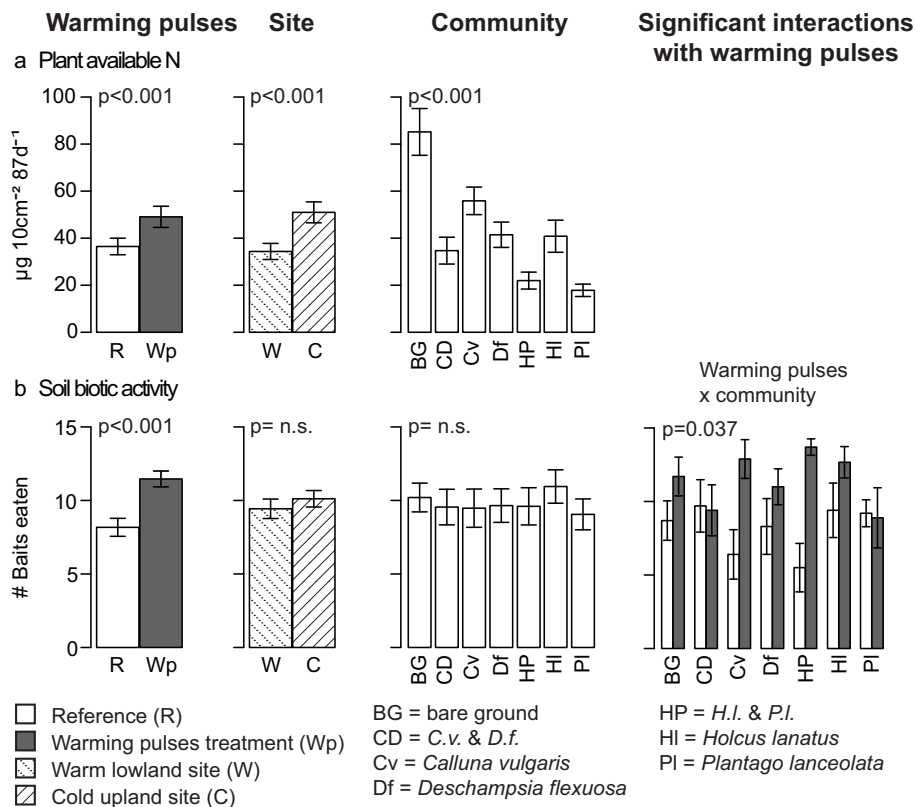 Warming pulses Site Community Significant interactions with warming pulses
a Plant available N
µg 10cm⁻² 87d⁻¹
100
80
60
40
20
0
p<0.001
R Wp
p<0.001
W C
p<0.001
BG CD Cv Df HP Hl Pl
b Soil biotic activity
# Baits eaten
15
10
5
0
p<0.001
R Wp
p= n.s.
W C
p= n.s.
BG CD Cv Df HP Hl Pl
Warming pulses
x community
p=0.037
BG CD Cv Df HP Hl Pl
Reference (R)
Warming pulses treatment (Wp)
Warm lowland site (W)
Cold upland site (C)
BG = bare ground
CD = C.v. & D.f.
Cv = Calluna vulgaris
Df = Deschampsia flexuosa
HP = H.l. & P.l.
Hl = Holcus lanatus
Pl = Plantago lanceolata